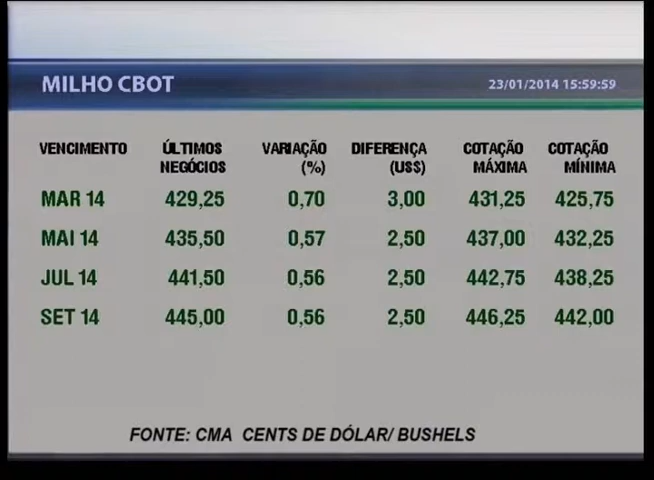 MILHO CBOT 23/01/2014 15:59:59
VENCIMENTO ÚLTIMOS NEGÓCIOS VARIAÇÃO (%) DIFERENÇA (US$) COTAÇÃO MÁXIMA COTAÇÃO MÍNIMA
MAR 14 429,25 0,70 3,00 431,25 425,75
MAI 14 435,50 0,57 2,50 437,00 432,25
JUL 14 441,50 0,56 2,50 442,75 438,25
SET 14 445,00 0,56 2,50 446,25 442,00
FONTE: CMA CENTS DE DÓLAR/ BUSHELS